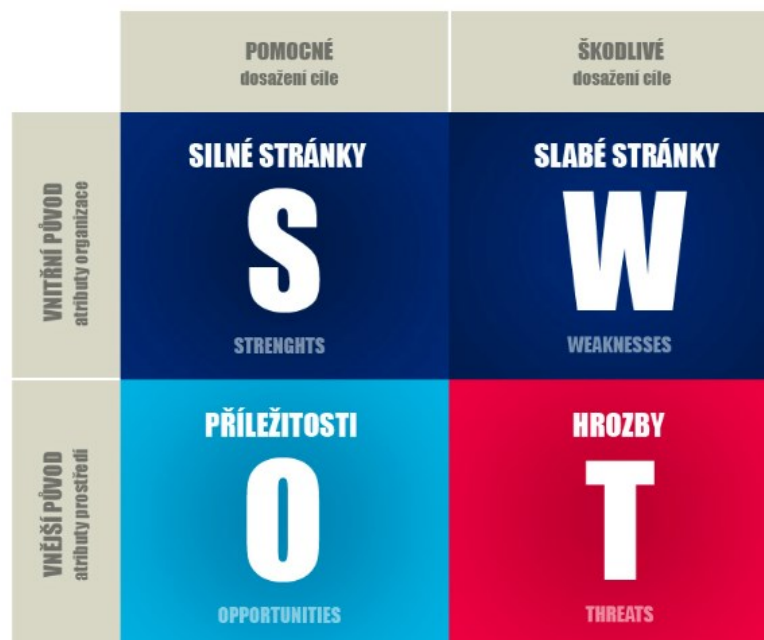 POMOCNÉ
dosažení cíle
ŠKODLIVÉ
dosažení cíle
VNITŘNÍ PŮVOD
atributy organizace
SILNÉ STRÁNKY
S
STRENGHTS
SLABÉ STRÁNKY
W
WEAKNESSES
VNĚJŠÍ PŮVOD
atributy prostředí
PŘÍLEŽITOSTI
O
OPPORTUNITIES
HROZBY
T
THREATS